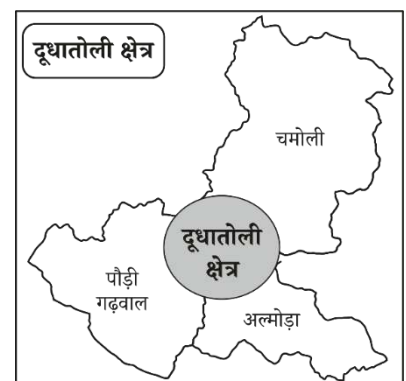 दूधातोली क्षेत्र
चमोली
दूधातोली
क्षेत्र
पौड़ी
गढ़वाल
अल्मोड़ा